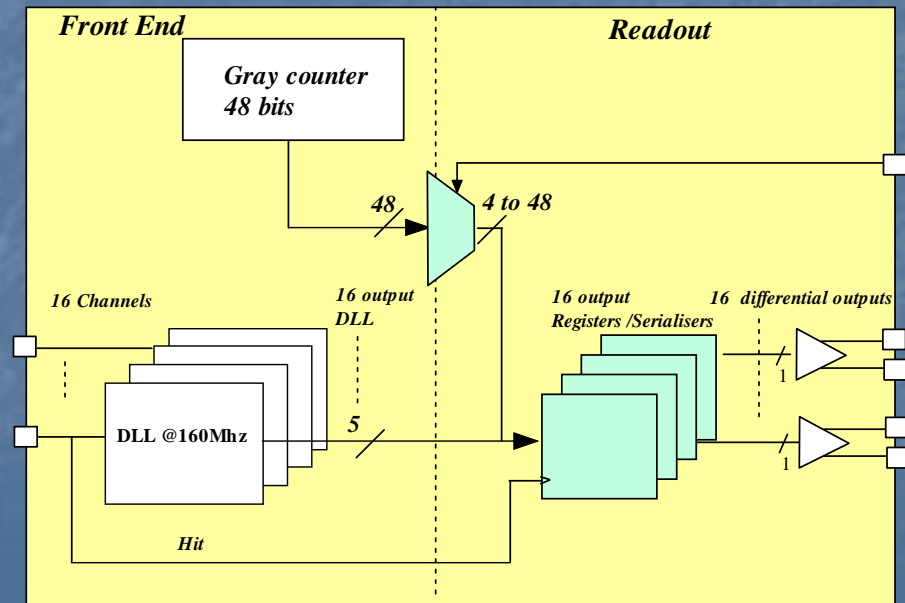 Front End
Readout
Gray counter
48 bits
48
4 to 48
16 Channels
16 output
DLL
16 output
Registers /Serialisers
16 differential outputs
1
DLL @160Mhz
5
1
Hit